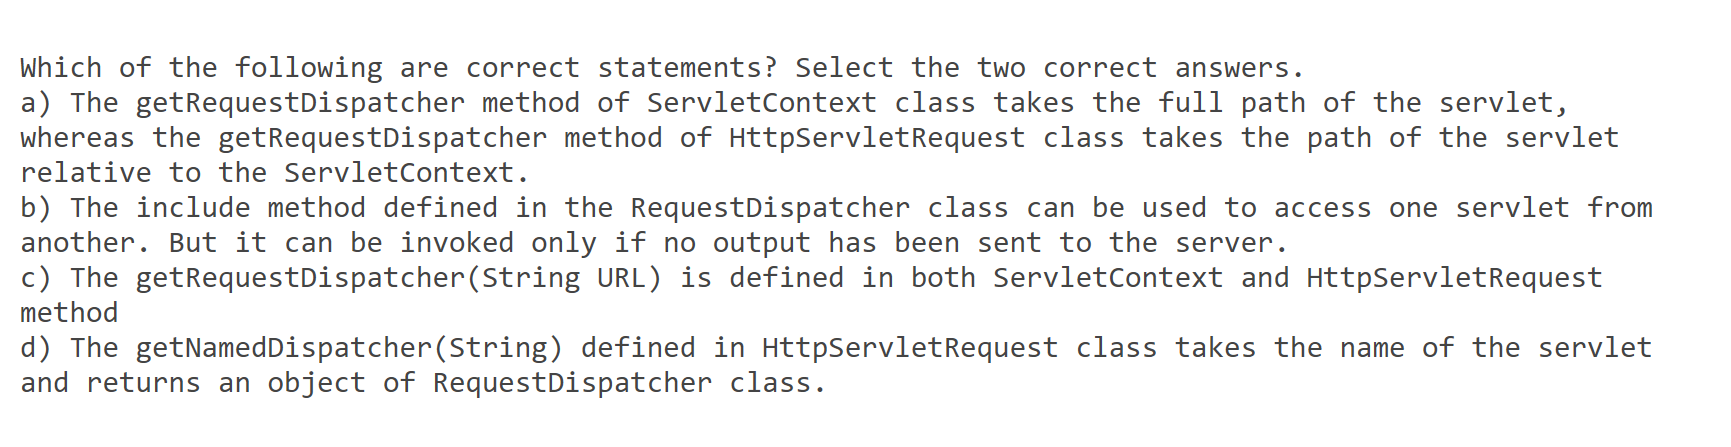 Which of the following are correct statements? Select the two correct answers.
a) The getRequestDispatcher method of ServletContext class takes the full path of the servlet,
whereas the getRequestDispatcher method of HttpServletRequest class takes the path of the servlet
relative to the ServletContext.
b) The include method defined in the RequestDispatcher class can be used to access one servlet from
another. But it can be invoked only if no output has been sent to the server.
c) The getRequestDispatcher(String URL) is defined in both ServletContext and HttpServletRequest
method
d) The getNamedDispatcher(String) defined in HttpServletRequest class takes the name of the servlet
and returns an object of RequestDispatcher class.